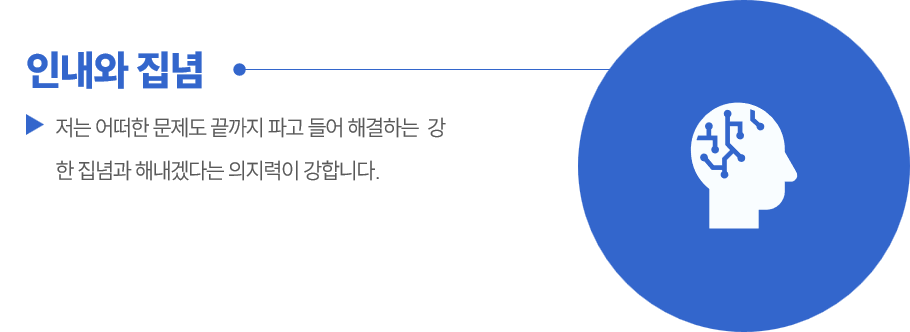 인내와 집념
저는 어떠한 문제도 끝까지 파고 들어 해결하는 강
한 집념과 해내겠다는 의지력이 강합니다.